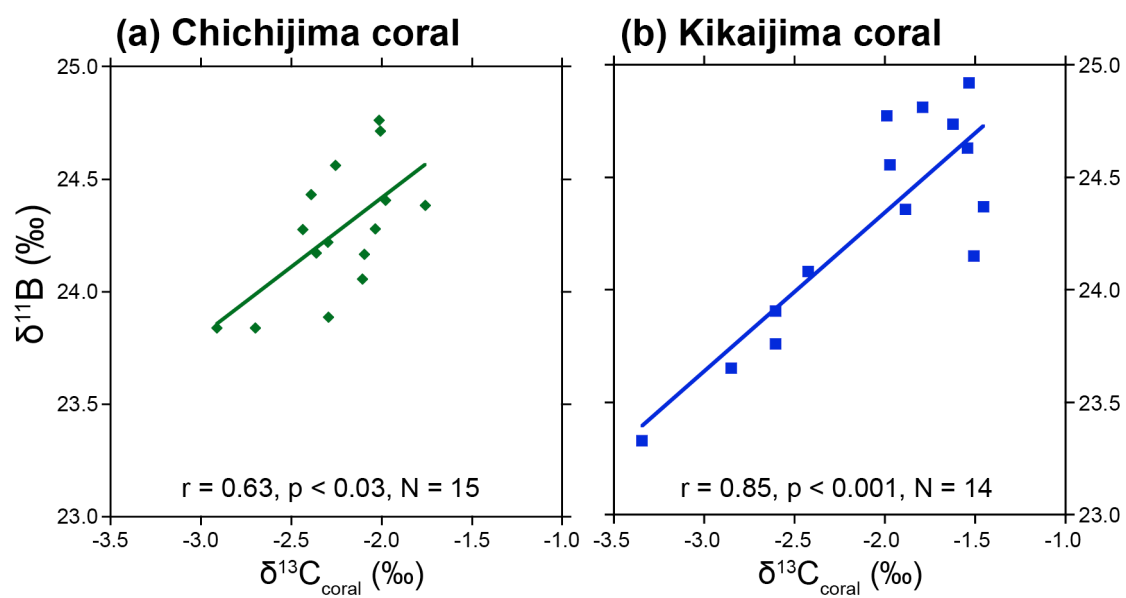 (a) Chichijima coral
25.0
24.5
24.0
23.5
23.0
δ¹¹B (‰)
r = 0.63, p < 0.03, N = 15
-3.5 -3.0 -2.5 -2.0 -1.5 -1.0
δ¹³C_coral (‰)
(b) Kikaijima coral
25.0
24.5
24.0
23.5
23.0
r = 0.85, p < 0.001, N = 14
-3.5 -3.0 -2.5 -2.0 -1.5 -1.0
δ¹³C_coral (‰)